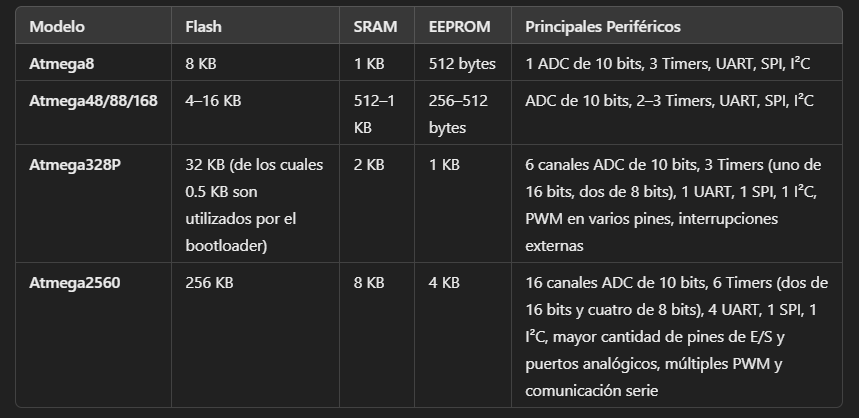 Modelo Flash SRAM EEPROM Principales Periféricos
Atmega8 8 KB 1 KB 512 bytes 1 ADC de 10 bits, 3 Timers, UART, SPI, I²C
Atmega48/88/168 4–16 KB 512–1 KB 256–512 bytes ADC de 10 bits, 2–3 Timers, UART, SPI, I²C
Atmega328P
32 KB (de los cuales
0.5 KB son
utilizados por el
bootloader)
2 KB
1 KB
6 canales ADC de 10 bits, 3 Timers (uno de
16 bits, dos de 8 bits), 1 UART, 1 SPI, 1 I²C,
PWM en varios pines, interrupciones
externas
Atmega2560
256 KB
8 KB
4 KB
16 canales ADC de 10 bits, 6 Timers (dos de
16 bits y cuatro de 8 bits), 4 UART, 1 SPI, 1
I²C, mayor cantidad de pines de E/S y
puertos analógicos, múltiples PWM y
comunicación serie